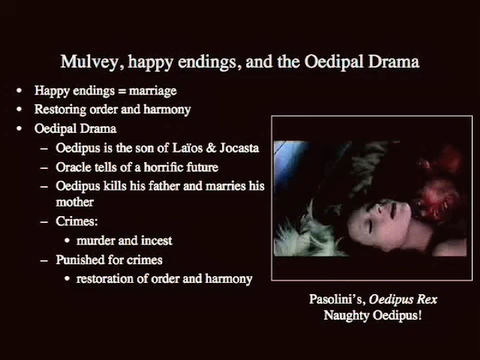 Mulvey, happy endings, and the Oedipal Drama
• Happy endings = marriage
• Restoring order and harmony
• Oedipal Drama
– Oedipus is the son of Laïos & Jocasta
– Oracle tells of a horrific future
– Oedipus kills his father and marries his
mother
– Crimes:
• murder and incest
– Punished for crimes
• restoration of order and harmony
Pasolini's, Oedipus Rex
Naughty Oedipus!